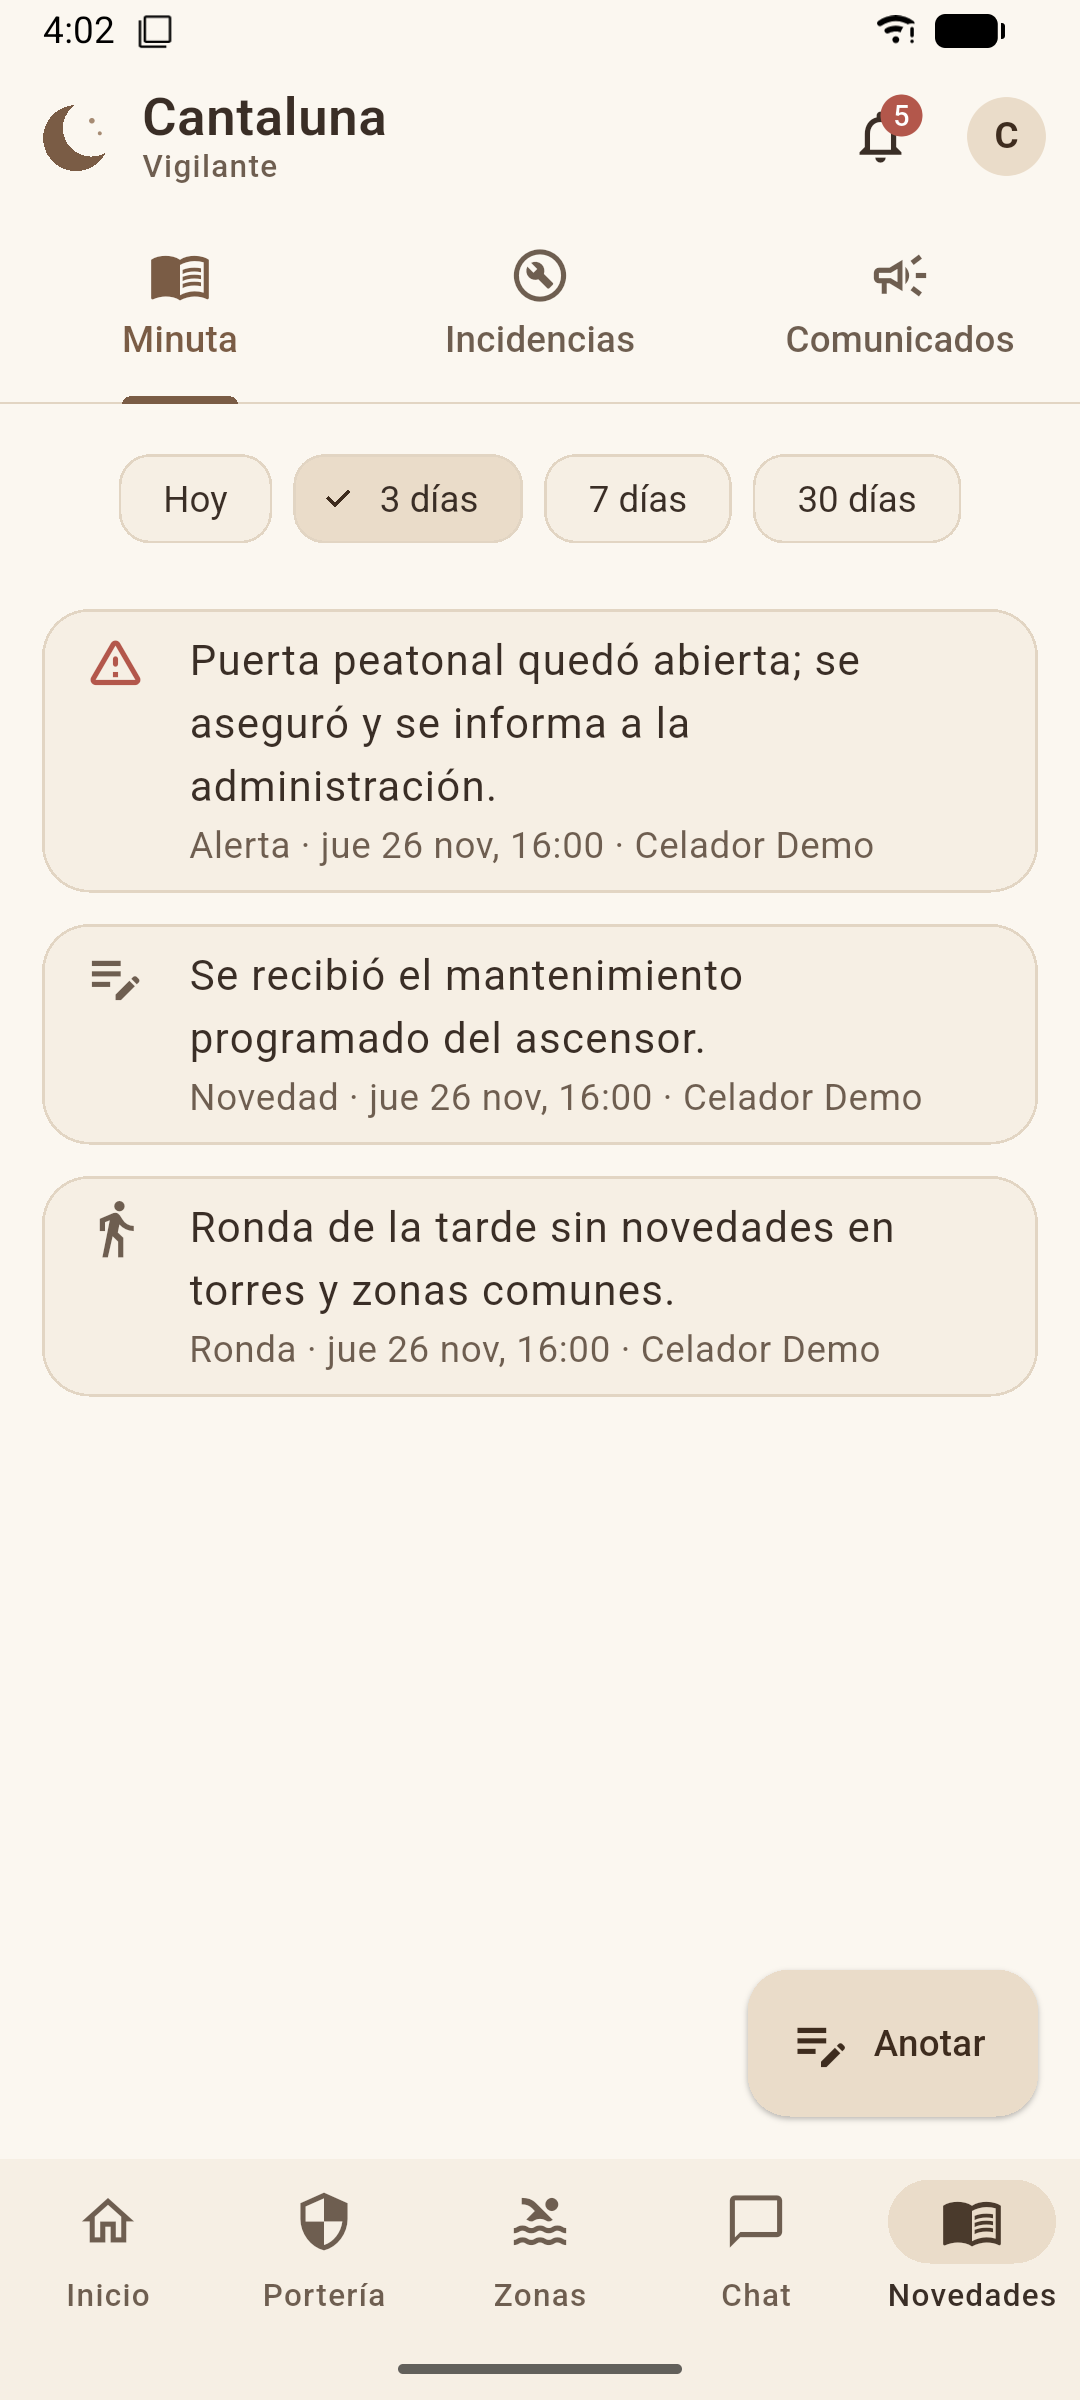 4:02
Cantaluna
Vigilante
5
C
Minuta
Incidencias
Comunicados
Hoy
3 días
7 días
30 días
Puerta peatonal quedó abierta; se
aseguró y se informa a la
administración.
Alerta · jue 26 nov, 16:00 · Celador Demo
Se recibió el mantenimiento
programado del ascensor.
Novedad · jue 26 nov, 16:00 · Celador Demo
Ronda de la tarde sin novedades en
torres y zonas comunes.
Ronda · jue 26 nov, 16:00 · Celador Demo
Anotar
Inicio
Portería
Zonas
Chat
Novedades